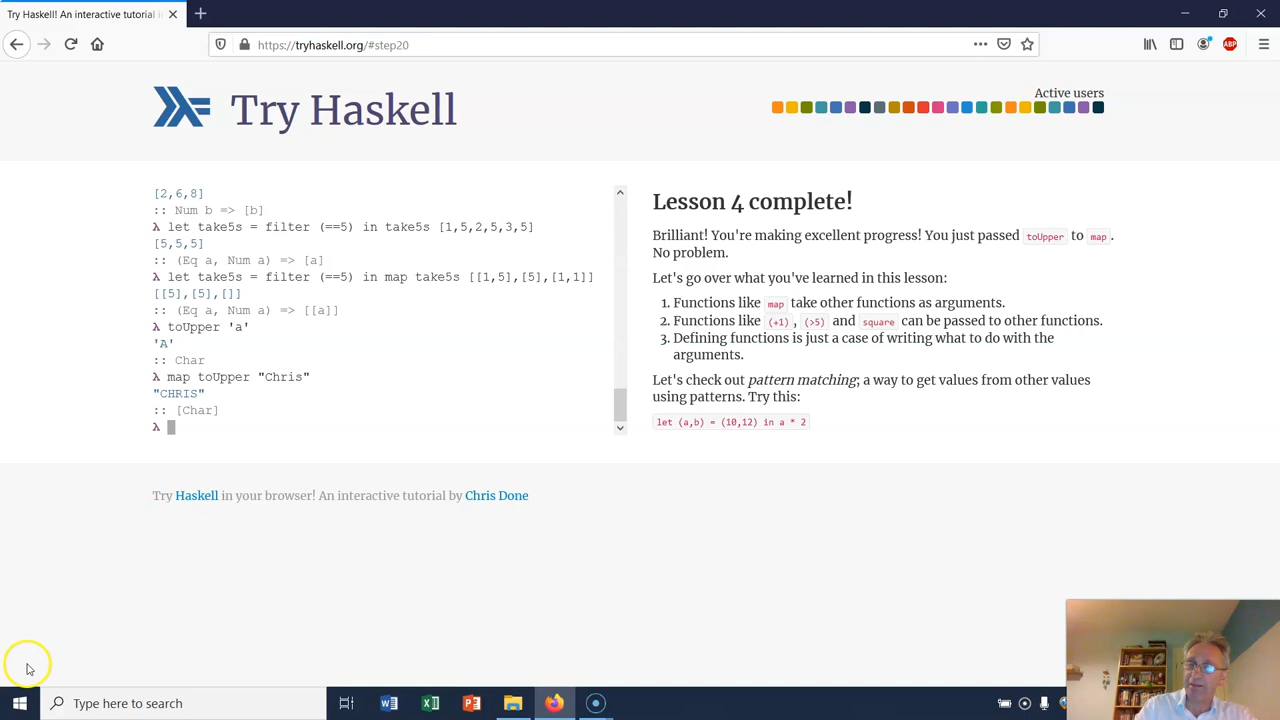 Try Haskell! An interactive tutorial i
https://tryhaskell.org/#step20
ABP
Try Haskell
Active users
[2,6,8]
:: Num b => [b]
λ let take5s = filter (==5) in take5s [1,5,2,5,3,5]
[5,5,5]
:: (Eq a, Num a) => [a]
λ let take5s = filter (==5) in map take5s [[1,5],[5],[1,1]]
[[5],[5],[]]
:: (Eq a, Num a) => [[a]]
λ toUpper 'a'
'A'
:: Char
λ map toUpper "Chris"
"CHRIS"
:: [Char]
λ
Lesson 4 complete!
Brilliant! You're making excellent progress! You just passed toUpper to map.
No problem.
Let's go over what you've learned in this lesson:
1. Functions like map take other functions as arguments.
2. Functions like (+1), (>5) and square can be passed to other functions.
3. Defining functions is just a case of writing what to do with the
arguments.
Let's check out pattern matching; a way to get values from other values
using patterns. Try this:
let (a,b) = (10,12) in a * 2
Try Haskell in your browser! An interactive tutorial by Chris Done
Type here to search